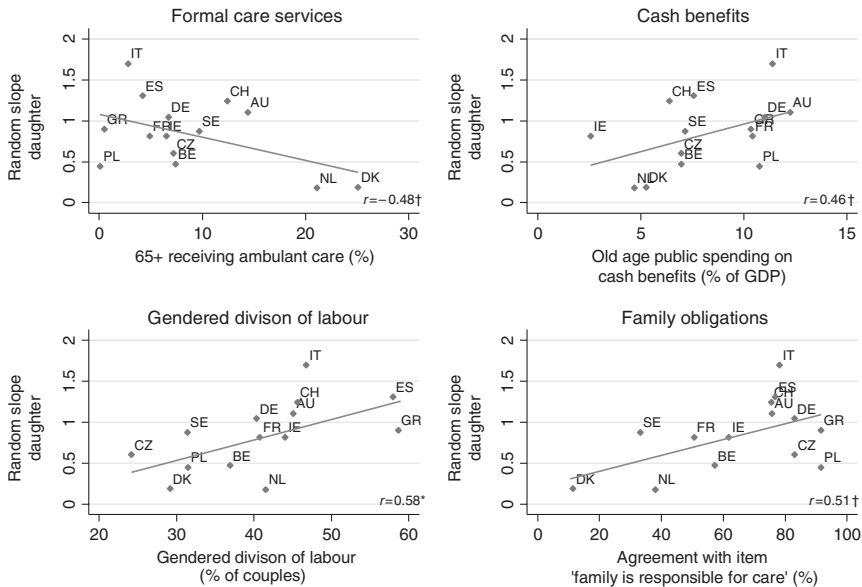 Formal care services
Random slope
daughter
2
1.5
1
0.5
0
IT
ES
CH
AU
GR
DE
FR
IE
SE
CZ
BE
PL
NL
DK
r=−0.48†
0
10
20
30
65+ receiving ambulant care (%)
Cash benefits
Random slope
daughter
2
1.5
1
0.5
0
IT
CH
ES
AU
DE
GR
FR
IE
SE
CZ
BE
PL
NL
DK
r=0.46†
0
5
10
15
Old age public spending on
cash benefits (% of GDP)
Gendered divison of labour
Random slope
daughter
2
1.5
1
0.5
0
IT
ES
CH
AU
DE
GR
SE
FR
IE
CZ
PL
BE
DK
NL
r=0.58*
20
30
40
50
60
Gendered divison of labour
(% of couples)
Family obligations
Random slope
daughter
2
1.5
1
0.5
0
IT
ES
CH
AU
DE
GR
SE
FR
IE
CZ
BE
PL
DK
NL
r=0.51†
0
20
40
60
80
100
Agreement with item
'family is responsible for care' (%)